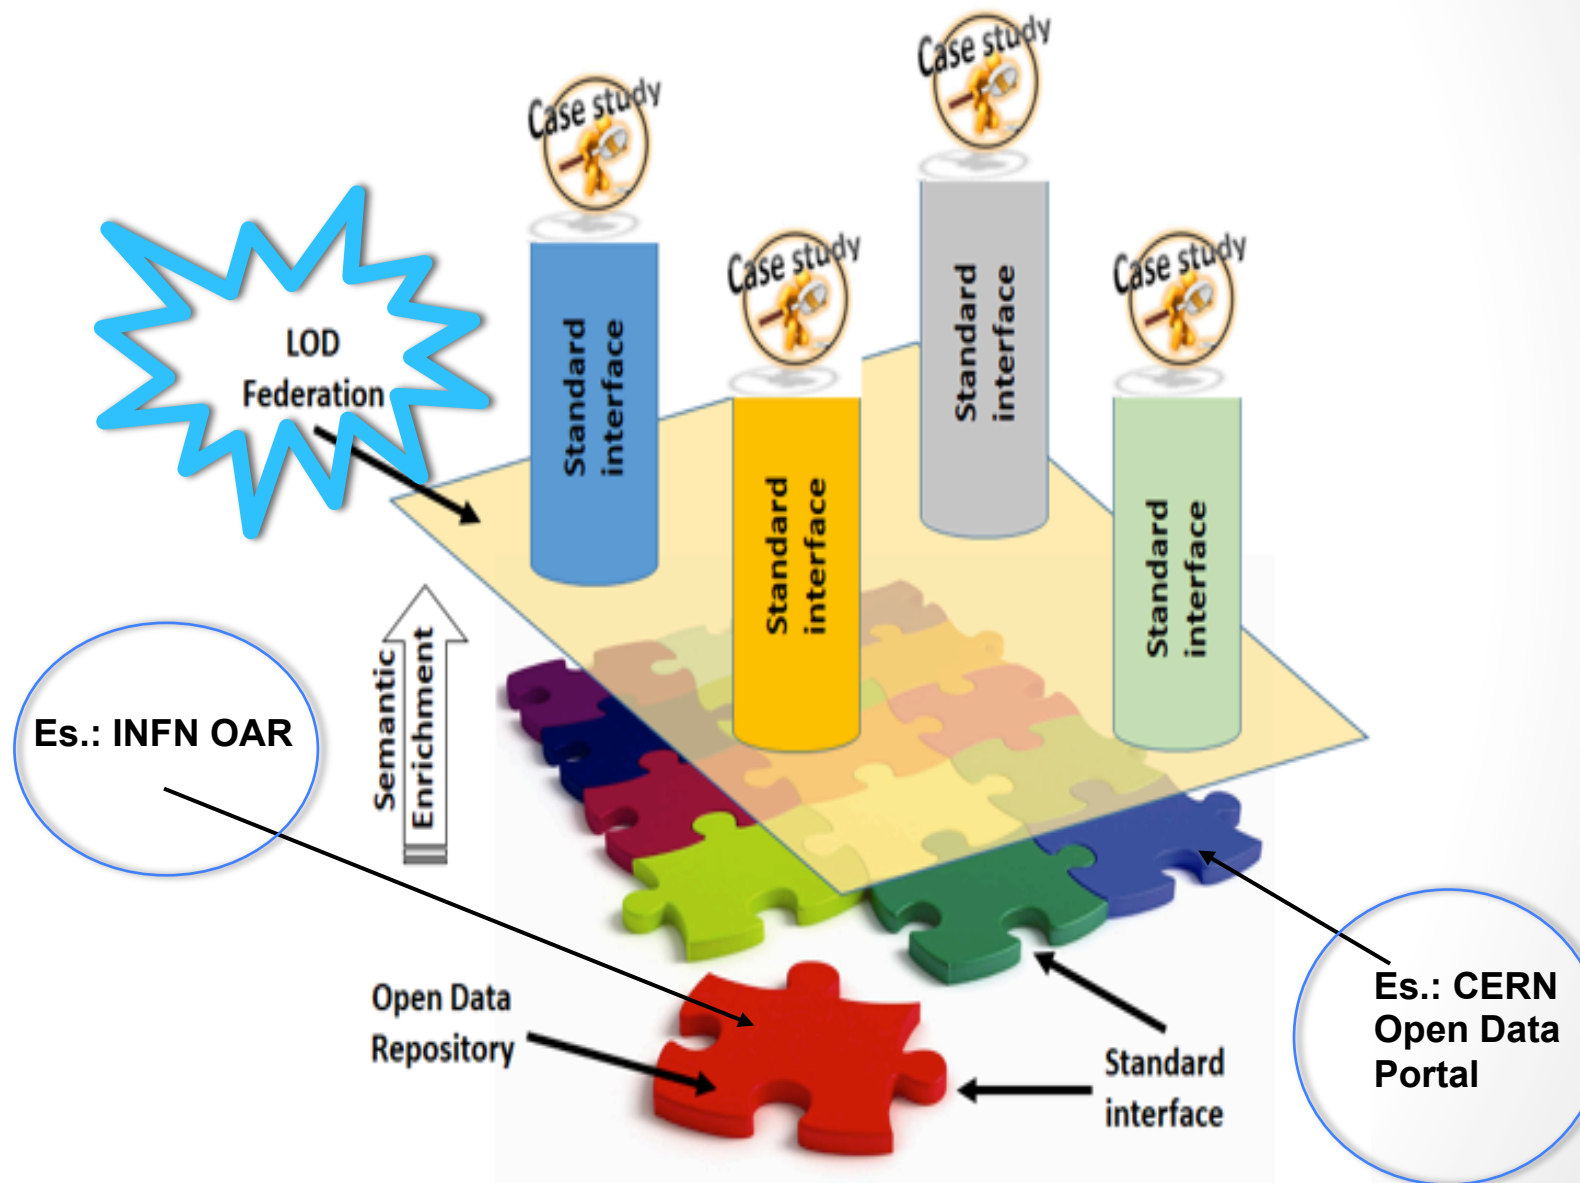 Case study
Case study
Case study
Case study
Standard
interface
Standard
interface
Standard
interface
Standard
interface
LOD
Federation
Semantic
Enrichment
Es.: INFN OAR
Open Data
Repository
Standard
interface
Es.: CERN
Open Data
Portal